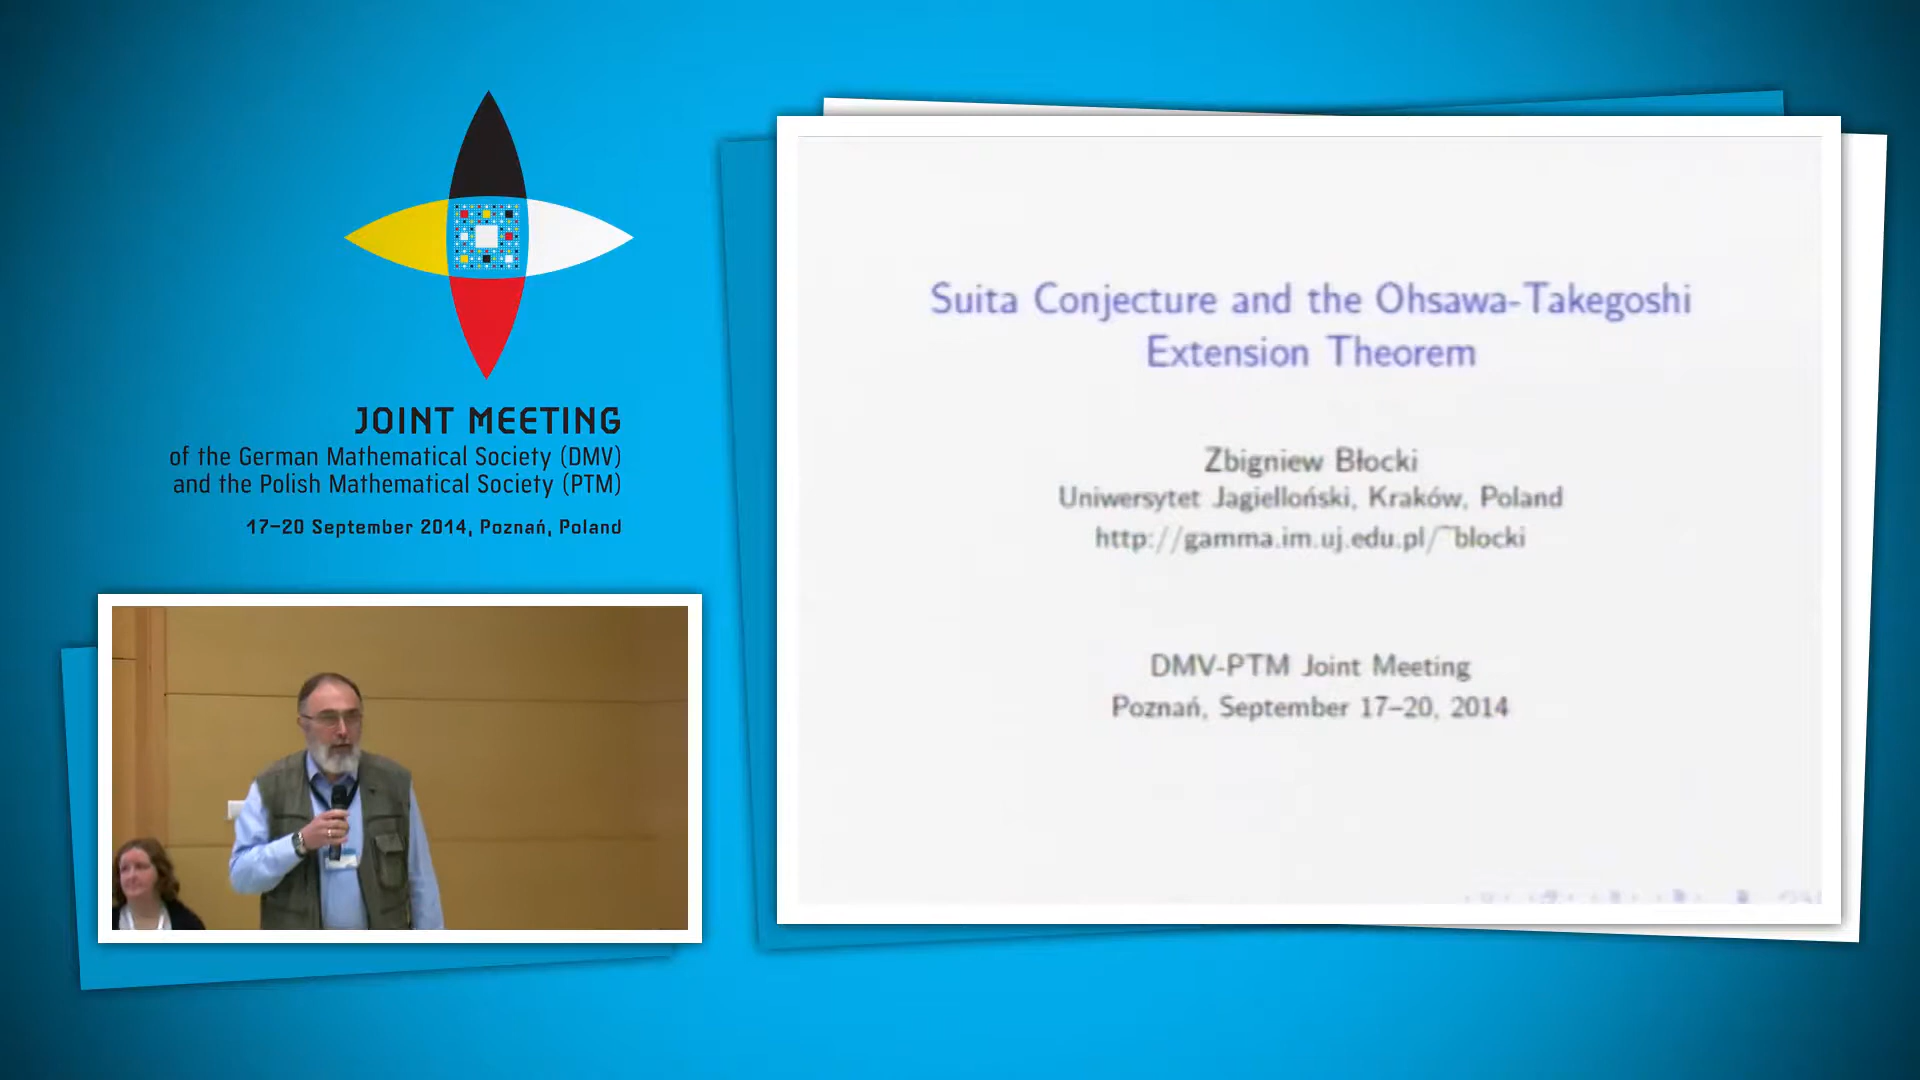 JOINT MEETING
of the German Mathematical Society (DMV)
and the Polish Mathematical Society (PTM)
17–20 September 2014, Poznań, Poland
Suita Conjecture and the Ohsawa-Takegoshi
Extension Theorem
Zbigniew Błocki
Uniwersytet Jagielloński, Kraków, Poland
http://gamma.im.uj.edu.pl/~blocki
DMV-PTM Joint Meeting
Poznań, September 17–20, 2014